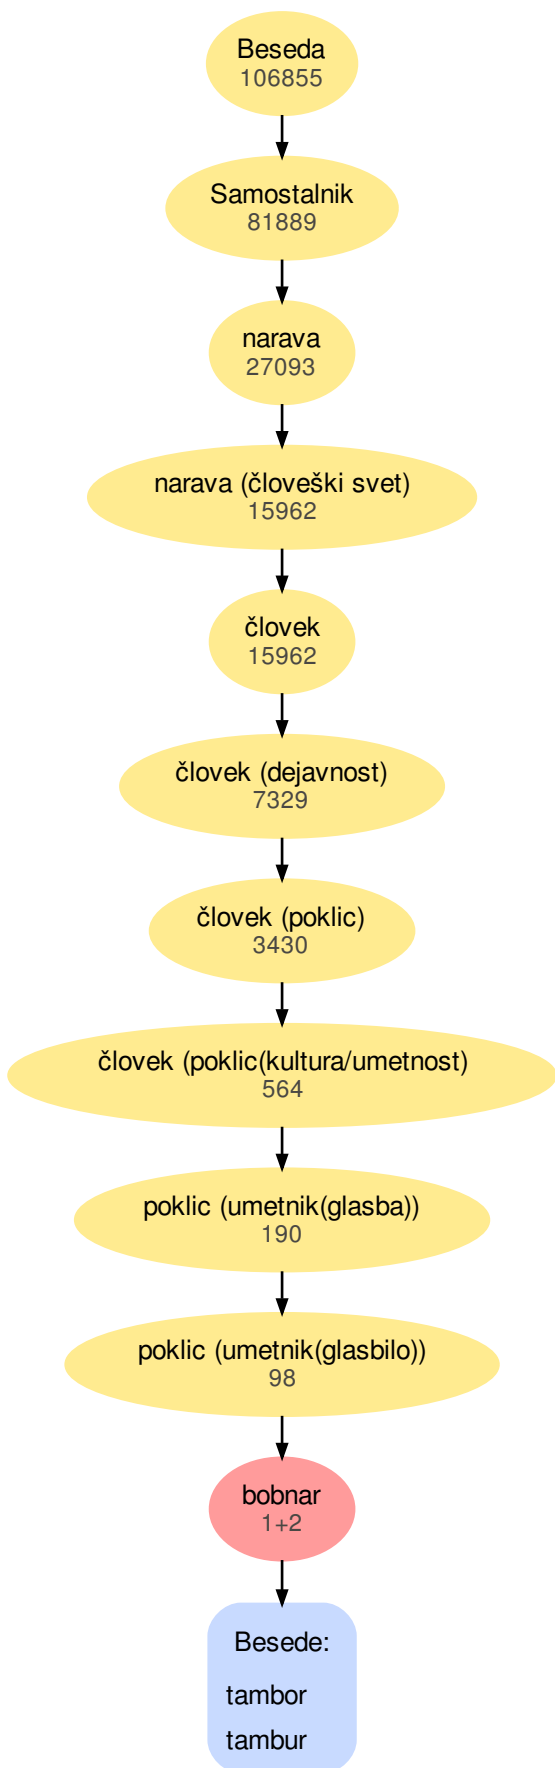 Beseda
106855
Samostalnik
81889
narava
27093
narava (človeški svet)
15962
človek
15962
človek (dejavnost)
7329
človek (poklic)
3430
človek (poklic(kultura/umetnost)
564
poklic (umetnik(glasba))
190
poklic (umetnik(glasbilo))
98
bobnar
1+2
Besede:
tambor
tambur